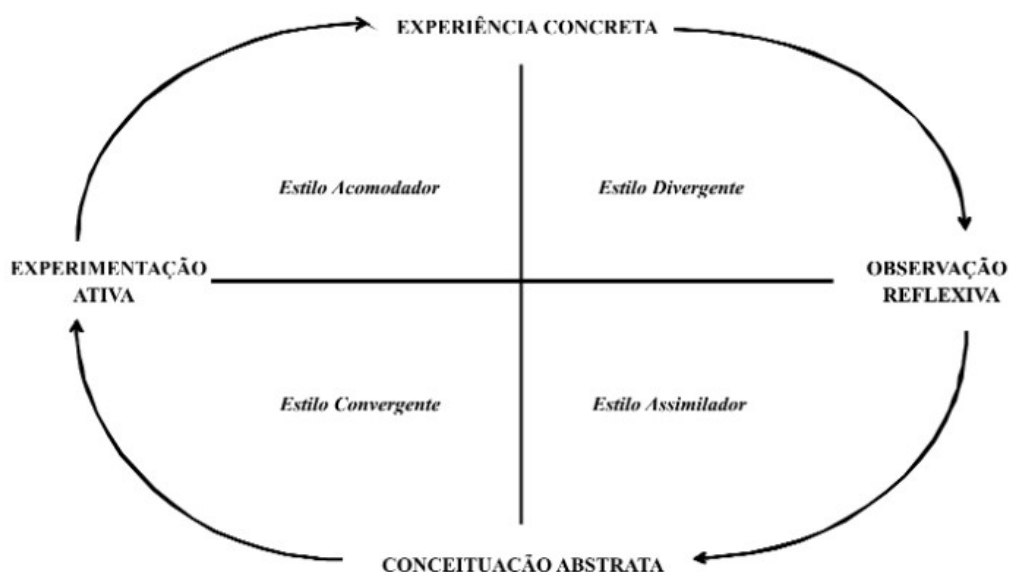 EXPERIÊNCIA CONCRETA
Estilo Acomodador
Estilo Divergente
EXPERIMENTAÇÃO
ATIVA
OBSERVAÇÃO
REFLEXIVA
Estilo Convergente
Estilo Assimilador
CONCEITUAÇÃO ABSTRATA